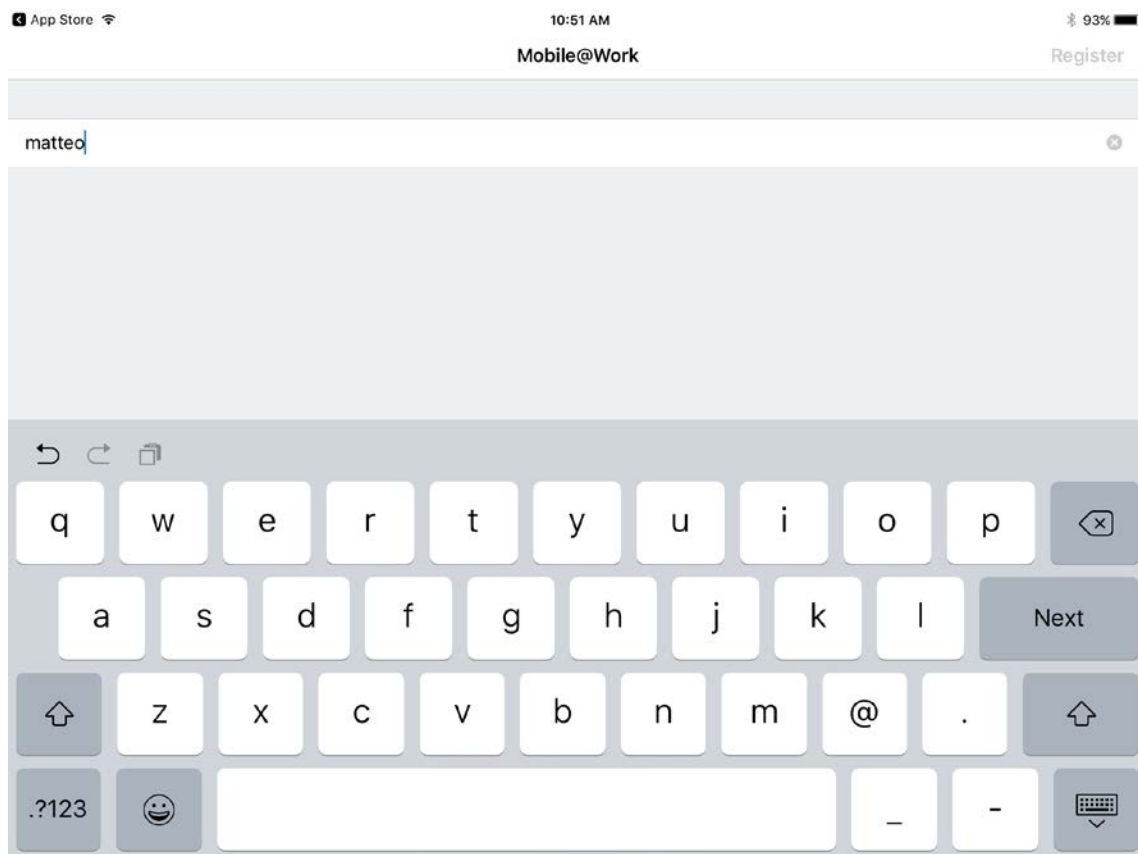 App Store 10:51 AM 93%
Mobile@Work Register
matteo
q w e r t y u i o p
a s d f g h j k l Next
z x c v b n m @ .
.?123 _ -